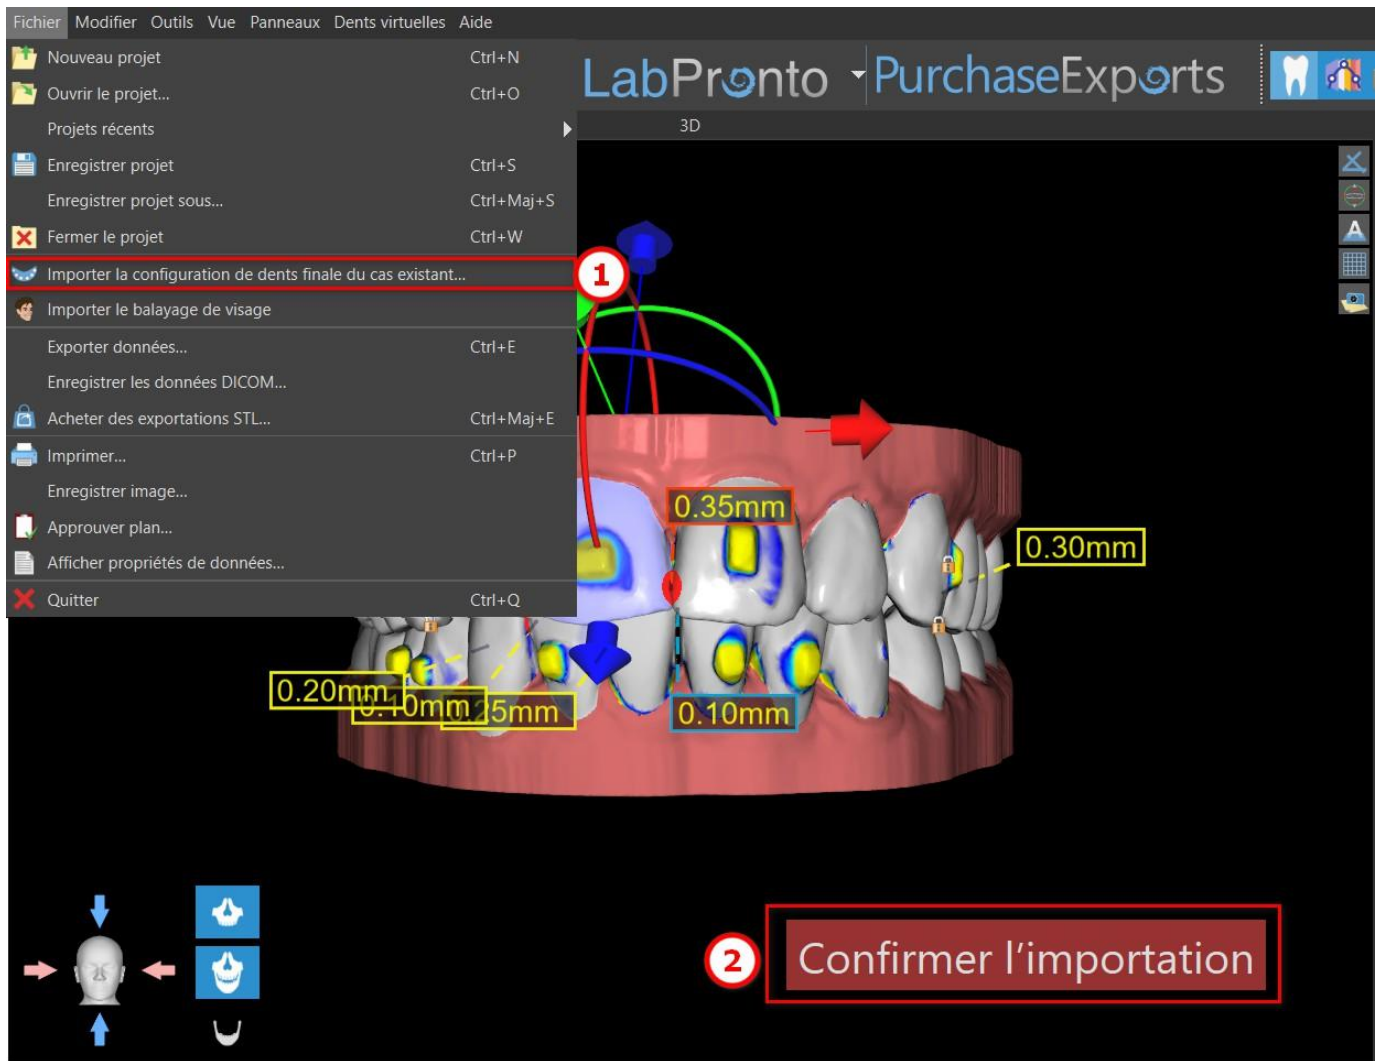 Fichier Modifier Outils Vue Panneaux Dents virtuelles Aide
Nouveau projet Ctrl+N
Ouvrir le projet... Ctrl+O
Projets récents
Enregistrer projet Ctrl+S
Enregistrer projet sous... Ctrl+Maj+S
Fermer le projet Ctrl+W
Importer la configuration de dents finale du cas existant...
1
Importer le balayage de visage
Exporter données... Ctrl+E
Enregistrer les données DICOM...
Acheter des exportations STL... Ctrl+Maj+E
Imprimer... Ctrl+P
Enregistrer image...
Approuver plan...
Afficher propriétés de données...
Quitter Ctrl+Q
LabPronto PurchaseExports
3D
0.35mm
0.30mm
0.20mm
0.10mm
0.25mm
0.10mm
2
Confirmer l'importation